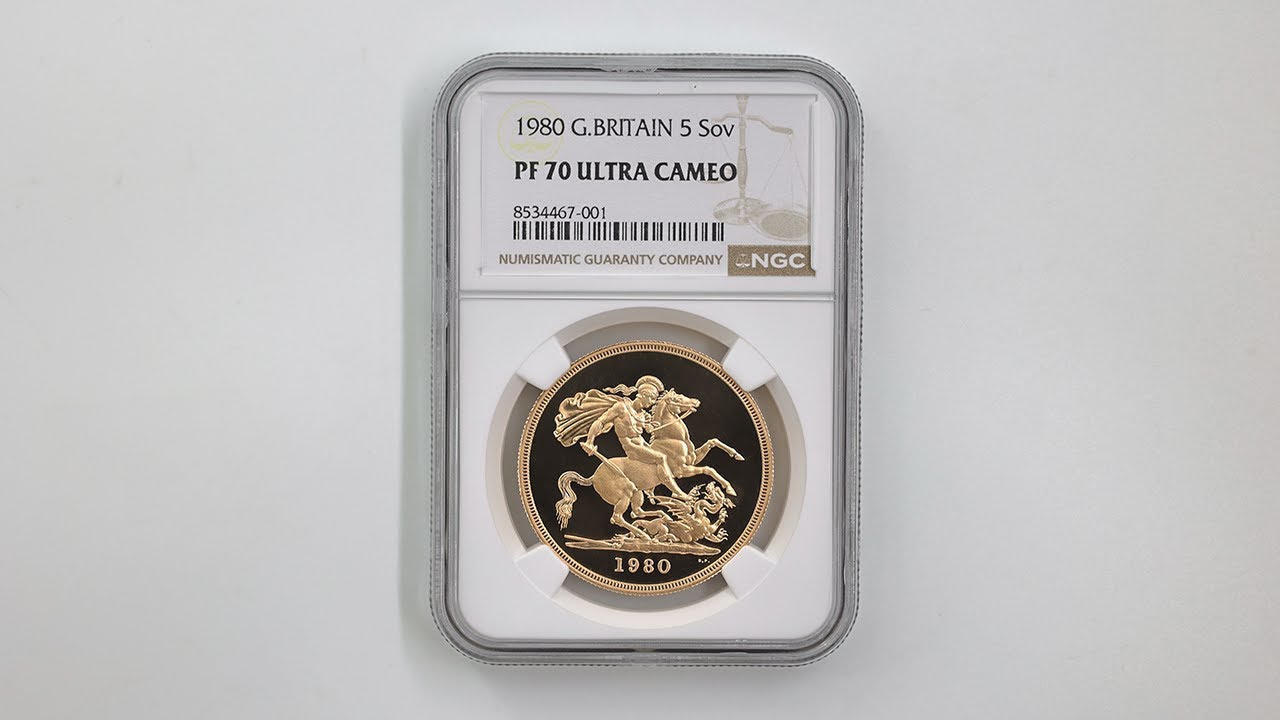 1980 G.BRITAIN 5 Sov
PF 70 ULTRA CAMEO
8534467-001
NUMISMATIC GUARANTY COMPANY NGC
1980